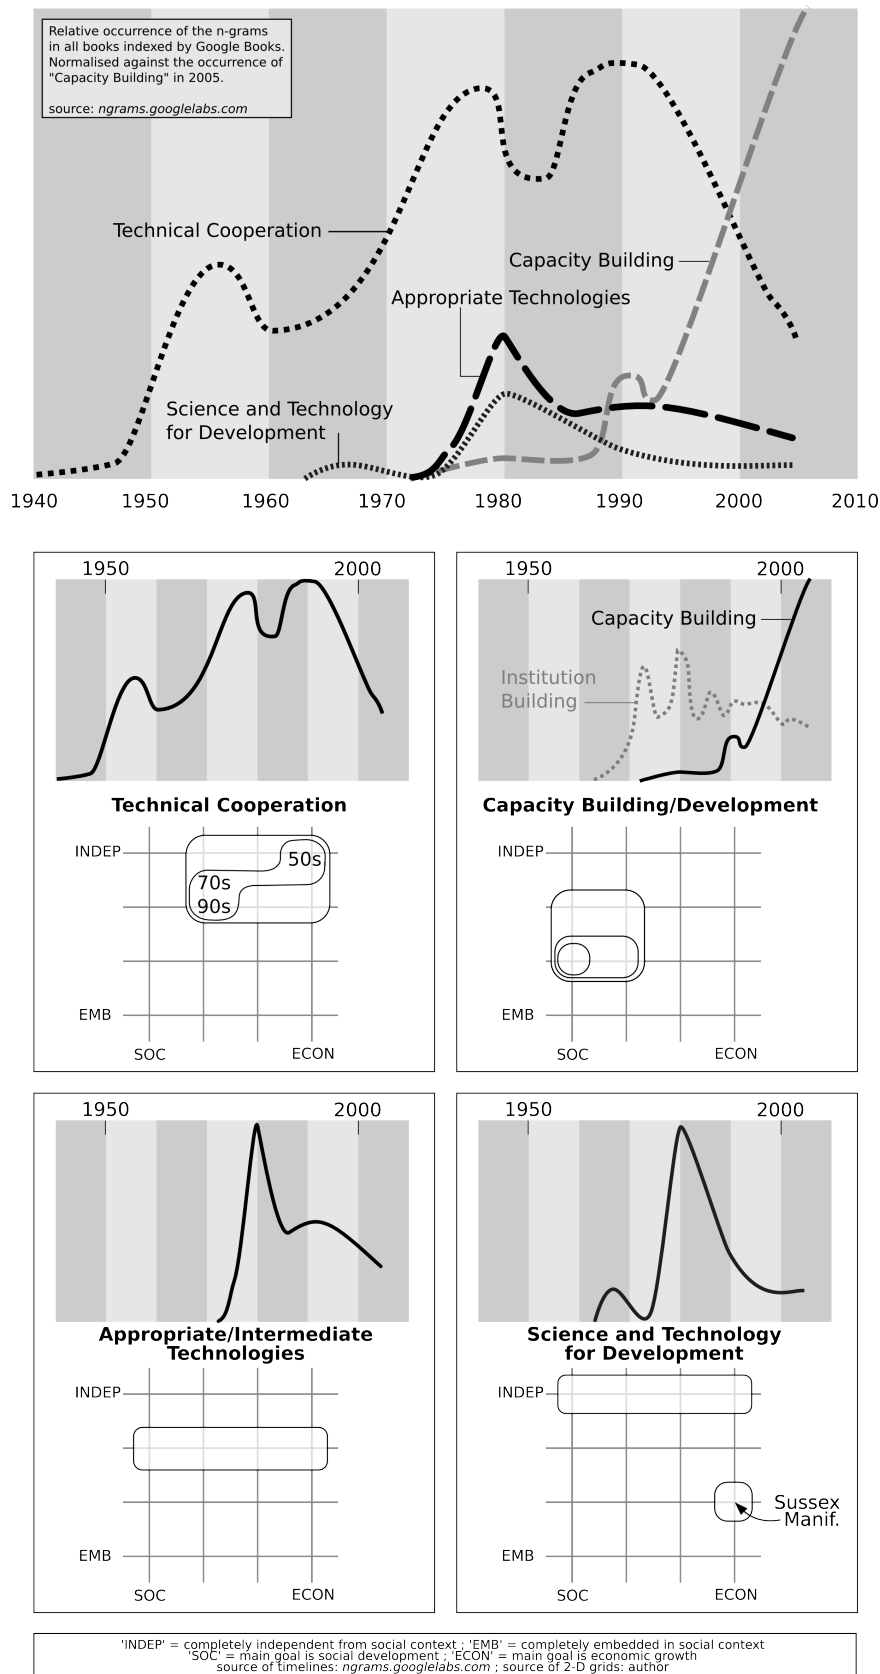 Relative occurrence of the n-grams
in all books indexed by Google Books.
Normalised against the occurrence of
"Capacity Building" in 2005.
source: ngrams.googlelabs.com
Technical Cooperation
Capacity Building
Appropriate Technologies
Science and Technology
for Development
1940 1950 1960 1970 1980 1990 2000 2010
1950 2000
Technical Cooperation
INDEP
50s
70s
90s
EMB
SOC ECON
1950 2000
Capacity Building
Institution
Building
Capacity Building/Development
INDEP
EMB
SOC ECON
1950 2000
Appropriate/Intermediate
Technologies
INDEP
EMB
SOC ECON
1950 2000
Science and Technology
for Development
INDEP
Sussex
Manif.
EMB
SOC ECON
'INDEP' = completely independent from social context ; 'EMB' = completely embedded in social context
'SOC' = main goal is social development ; 'ECON' = main goal is economic growth
source of timelines: ngrams.googlelabs.com ; source of 2-D grids: author